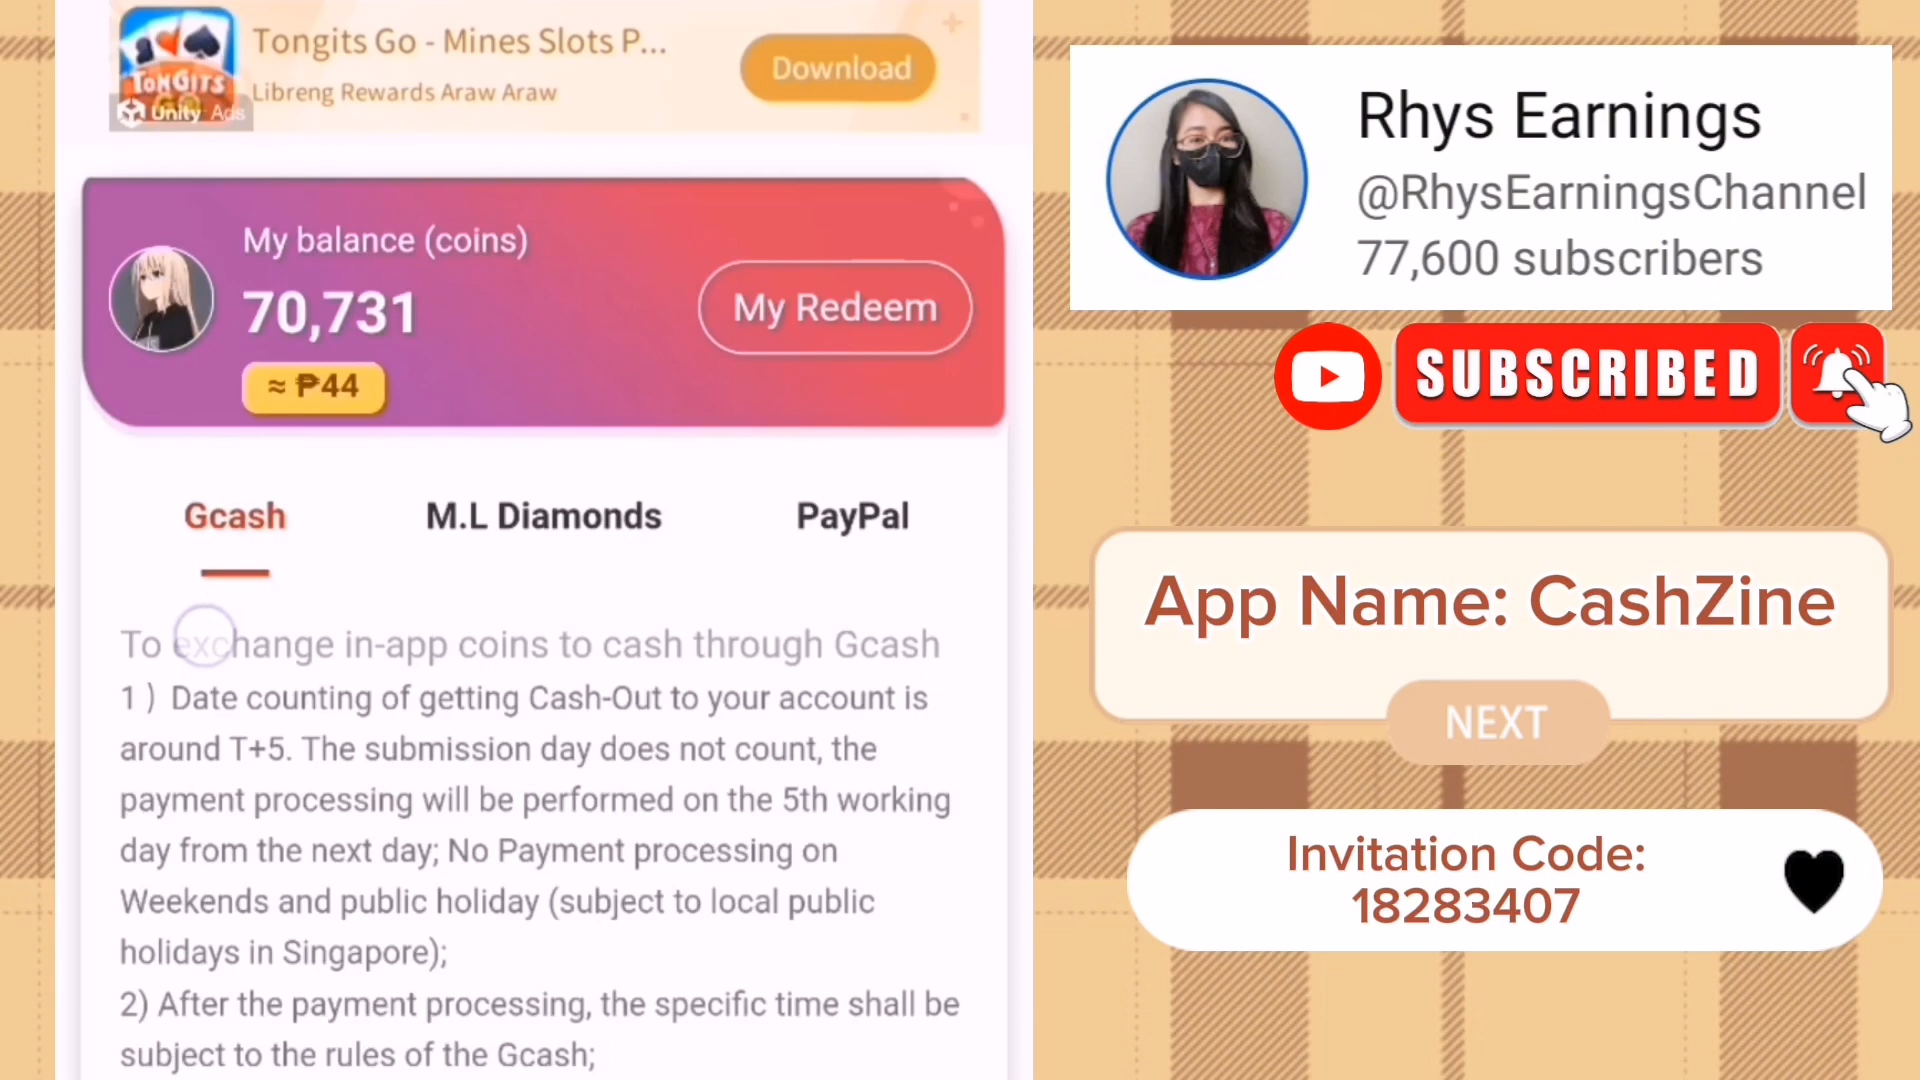 Tongits Go - Mines Slots P...
Libreng Rewards Araw Araw
Download
TONGITS
GO
Unity Ads
My balance (coins)
70,731
≈ ₱44
My Redeem
Gcash
M.L Diamonds
PayPal
To exchange in-app coins to cash through Gcash
1 ) Date counting of getting Cash-Out to your account is
around T+5. The submission day does not count, the
payment processing will be performed on the 5th working
day from the next day; No Payment processing on
Weekends and public holiday (subject to local public
holidays in Singapore);
2) After the payment processing, the specific time shall be
subject to the rules of the Gcash;
Rhys Earnings
@RhysEarningsChannel
77,600 subscribers
SUBSCRIBED
App Name: CashZine
NEXT
Invitation Code:
18283407